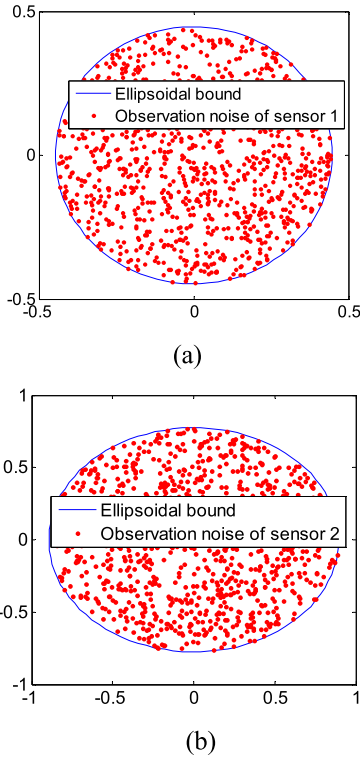 0.5
Ellipsoidal bound
Observation noise of sensor 1
0
-0.5
-0.5 0 0.5
(a)
1
0.5
Ellipsoidal bound
Observation noise of sensor 2
0
-0.5
-1
-1 -0.5 0 0.5 1
(b)